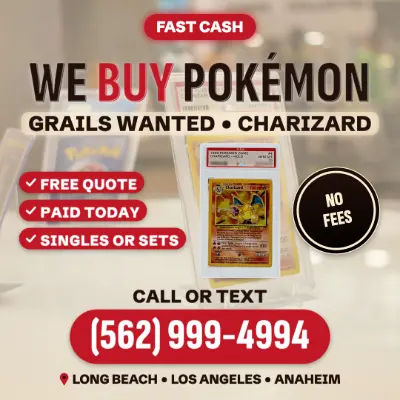 FAST CASH
WE BUY POKÉMON
GRAILS WANTED • CHARIZARD
FREE QUOTE
PAID TODAY
SINGLES OR SETS
NO
FEES
CALL OR TEXT
(562) 999-4994
LONG BEACH • LOS ANGELES • ANAHEIM